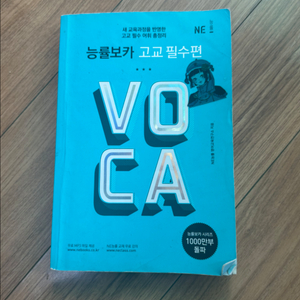 새 교육과정을 반영한
고교 필수 어휘 총정리
NE 능률
능률보카 고교 필수편
VO
CA
능률보카 시리즈
1000만부
돌파